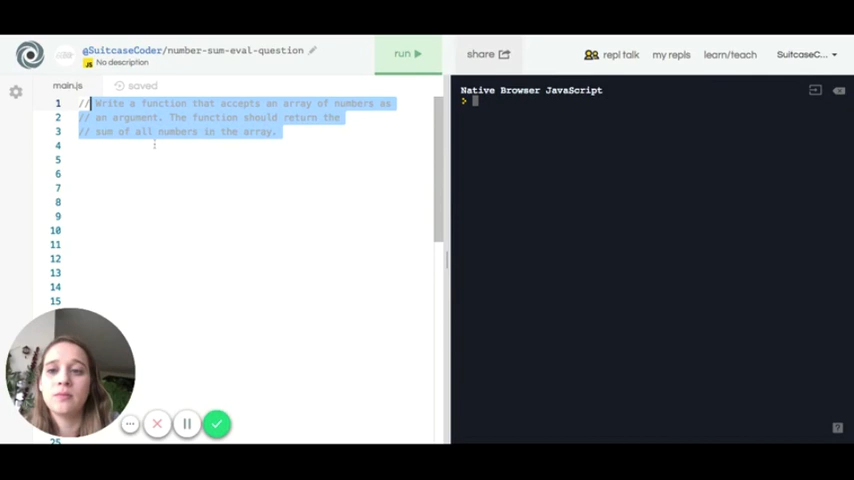 @SuitcaseCoder/number-sum-eval-question
No description
run
share
repl talk
my repls
learn/teach
SuitcaseC...
main.js
saved
1 // Write a function that accepts an array of numbers as
2 // an argument. The function should return the
3 // sum of all numbers in the array.
4
5
6
7
8
9
10
11
12
13
14
15
25
Native Browser JavaScript
>